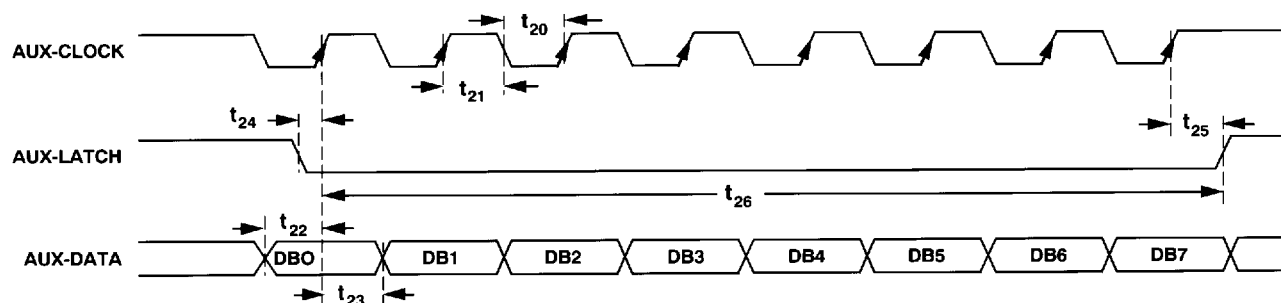 t20
AUX-CLOCK
t21
t24
t25
AUX-LATCH
t26
t22
AUX-DATA DBO DB1 DB2 DB3 DB4 DB5 DB6 DB7
t23